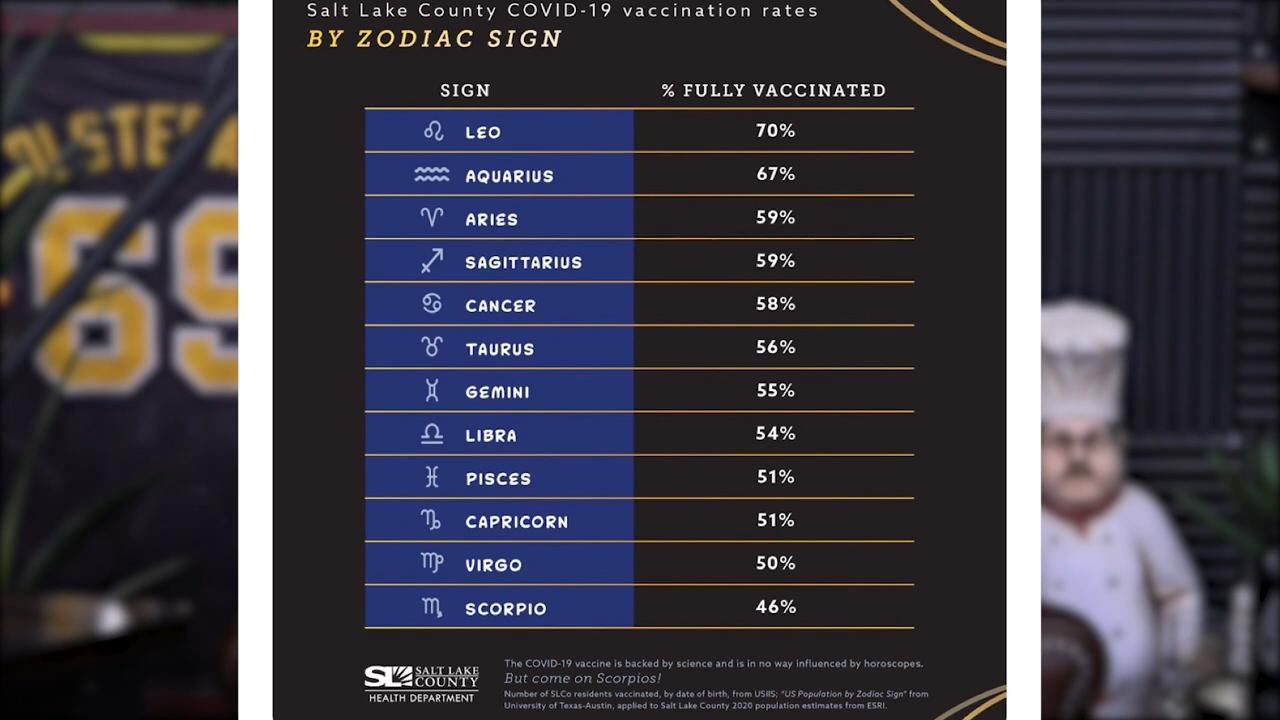 Salt Lake County COVID-19 vaccination rates
BY ZODIAC SIGN
SIGN % FULLY VACCINATED
LEO 70%
AQUARIUS 67%
ARIES 59%
SAGITTARIUS 59%
CANCER 58%
TAURUS 56%
GEMINI 55%
LIBRA 54%
PISCES 51%
CAPRICORN 51%
VIRGO 50%
SCORPIO 46%
SL SALT LAKE
COUNTY
HEALTH DEPARTMENT
The COVID-19 vaccine is backed by science and is in no way influenced by horoscopes.
But come on Scorpios!
Number of SLCo residents vaccinated, by date of birth, from USIIS; "US Population by Zodiac Sign" from
University of Texas-Austin, applied to Salt Lake County 2020 population estimates from ESRI.
69